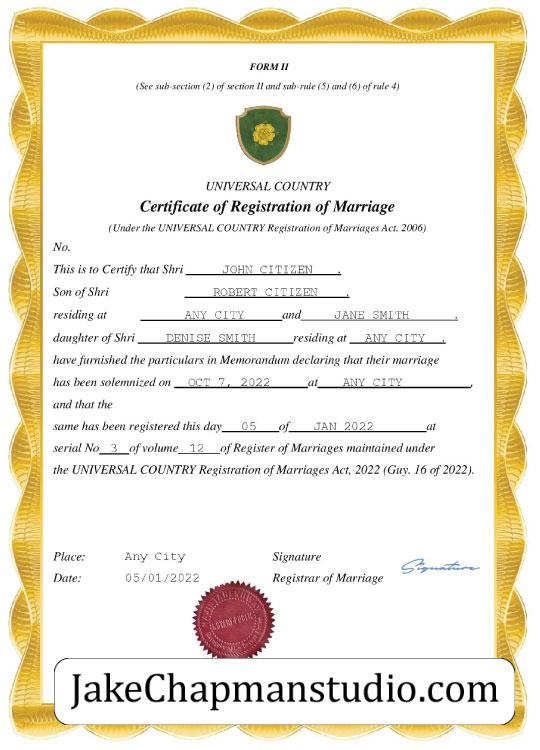 FORM II
(See sub-section (2) of section II and sub-rule (5) and (6) of rule 4)
UNIVERSAL COUNTRY
Certificate of Registration of Marriage
(Under the UNIVERSAL COUNTRY Registration of Marriages Act. 2006)
No.
This is to Certify that Shri JOHN CITIZEN .
Son of Shri ROBERT CITIZEN .
residing at ANY CITY and JANE SMITH .
daughter of Shri DENISE SMITH residing at ANY CITY .
have furnished the particulars in Memorandum declaring that their marriage
has been solemnized on OCT 7, 2022 at ANY CITY ,
and that the
same has been registered this day 05 of JAN 2022 at
serial No 3 of volume 12 of Register of Marriages maintained under
the UNIVERSAL COUNTRY Registration of Marriages Act, 2022 (Guy. 16 of 2022).
Place: Any City Signature Signature
Date: 05/01/2022 Registrar of Marriage
JakeChapmanstudio.com